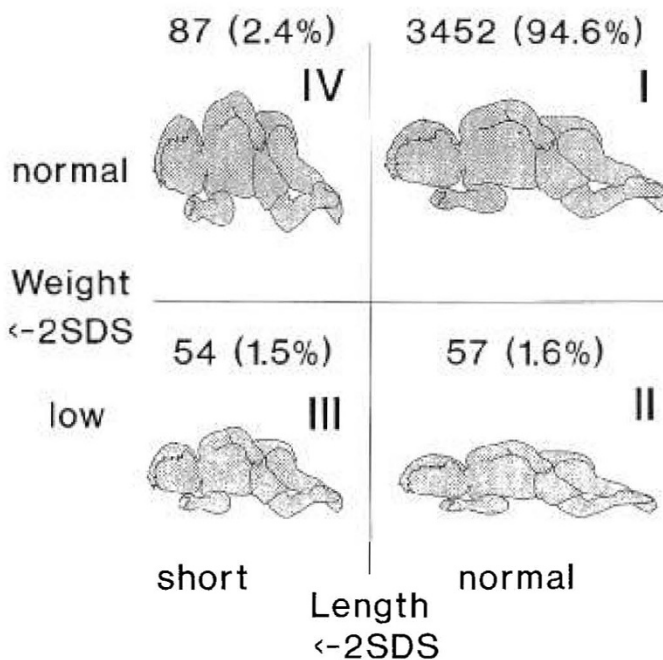 87 (2.4%)
3452 (94.6%)
IV
I
normal
Weight
<-2SDS
54 (1.5%)
57 (1.6%)
low
III
II
short
normal
Length
<-2SDS